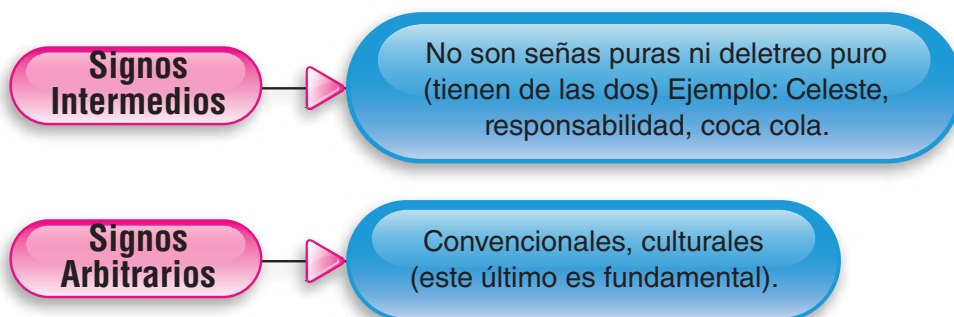 Signos
Intermedios
No son señas puras ni deletreo puro
(tienen de las dos) Ejemplo: Celeste,
responsabilidad, coca cola.
Signos
Arbitrarios
Convencionales, culturales
(este último es fundamental).